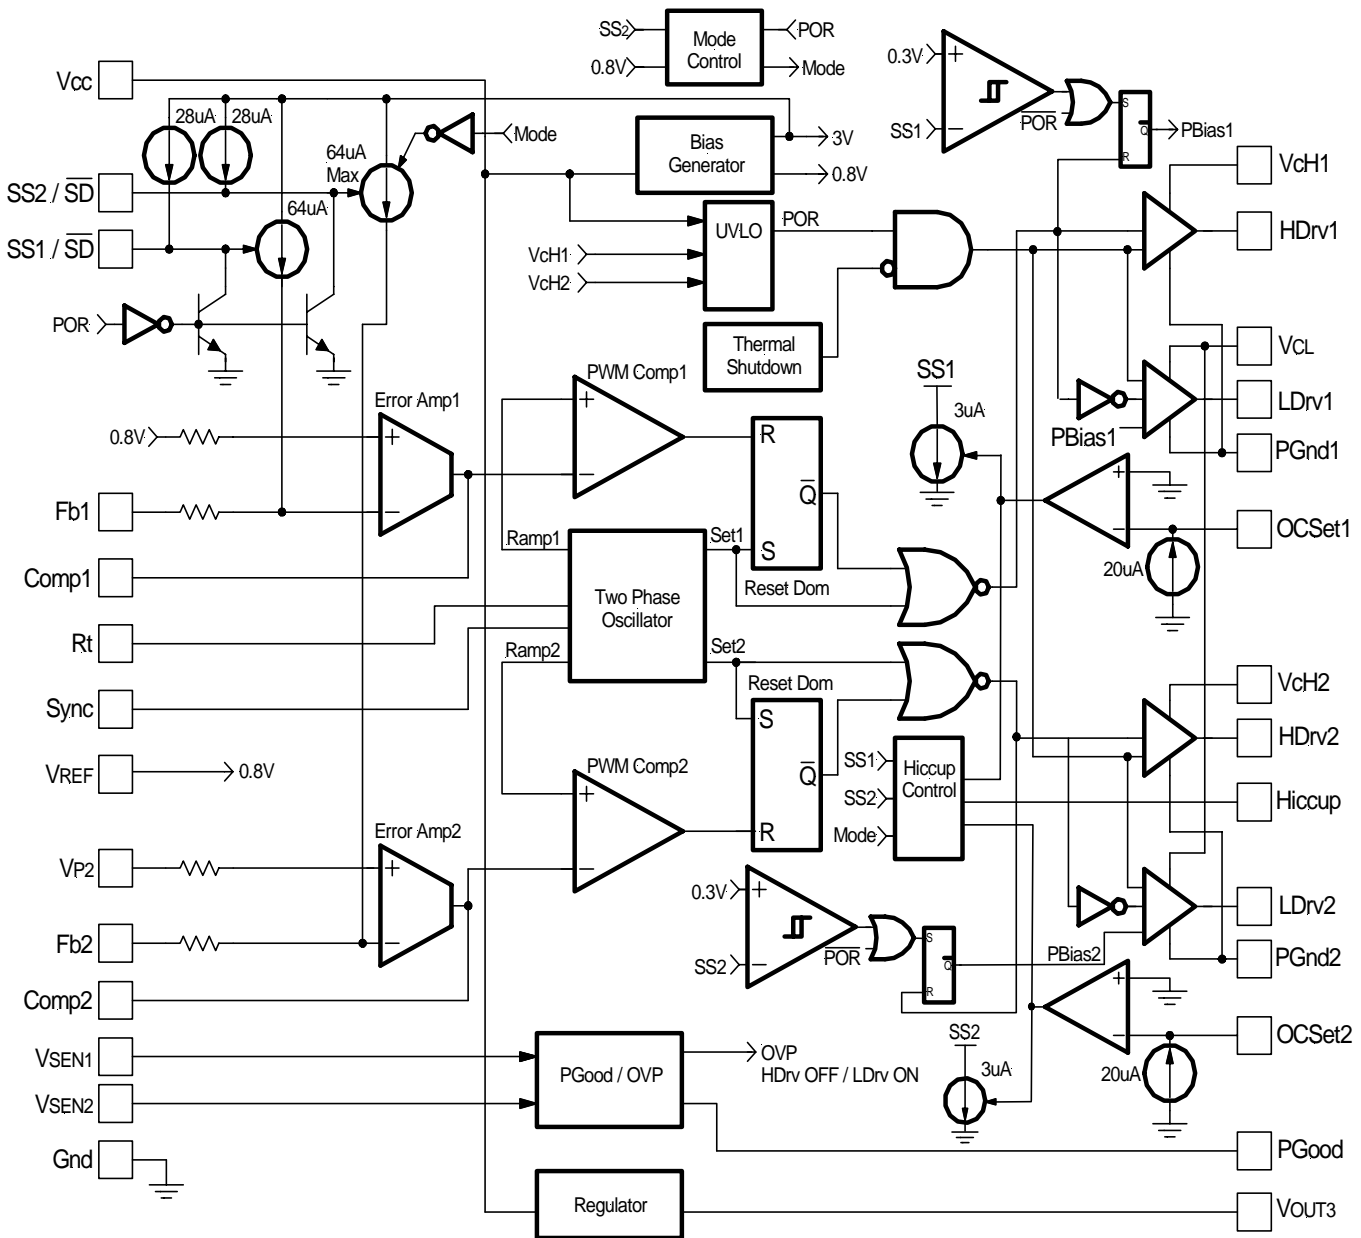 Vcc
SS2 / SD
SS1 / SD
POR
0.8V
Fb1
Comp1
Rt
Sync
VREF
0.8V
VP2
Fb2
Comp2
VSEN1
VSEN2
Gnd
28uA
28uA
64uA
Max
64uA
Mode
Error Amp1
Error Amp2
SS2
0.8V
Mode
Control
POR
Mode
Bias
Generator
3V
0.8V
UVLO
POR
VcH1
VcH2
Thermal
Shutdown
PWM Comp1
+
−
Ramp1
Set1
Two Phase
Oscillator
Ramp2
Set2
R
Q
S
Reset Dom
Reset Dom
S
Q
R
PWM Comp2
+
−
0.3V
+
SS1
−
POR
S
Q
R
PBias1
SS1
3uA
PBias1
+
−
20uA
SS1
SS2
Mode
Hiccup
Control
0.3V
+
SS2
−
POR
S
Q
R
PBias2
SS2
3uA
+
−
20uA
PGood / OVP
OVP
HDrv OFF / LDrv ON
Regulator
VcH1
HDrv1
VCL
LDrv1
PGnd1
OCSet1
VcH2
HDrv2
Hiccup
LDrv2
PGnd2
OCSet2
PGood
VOUT3